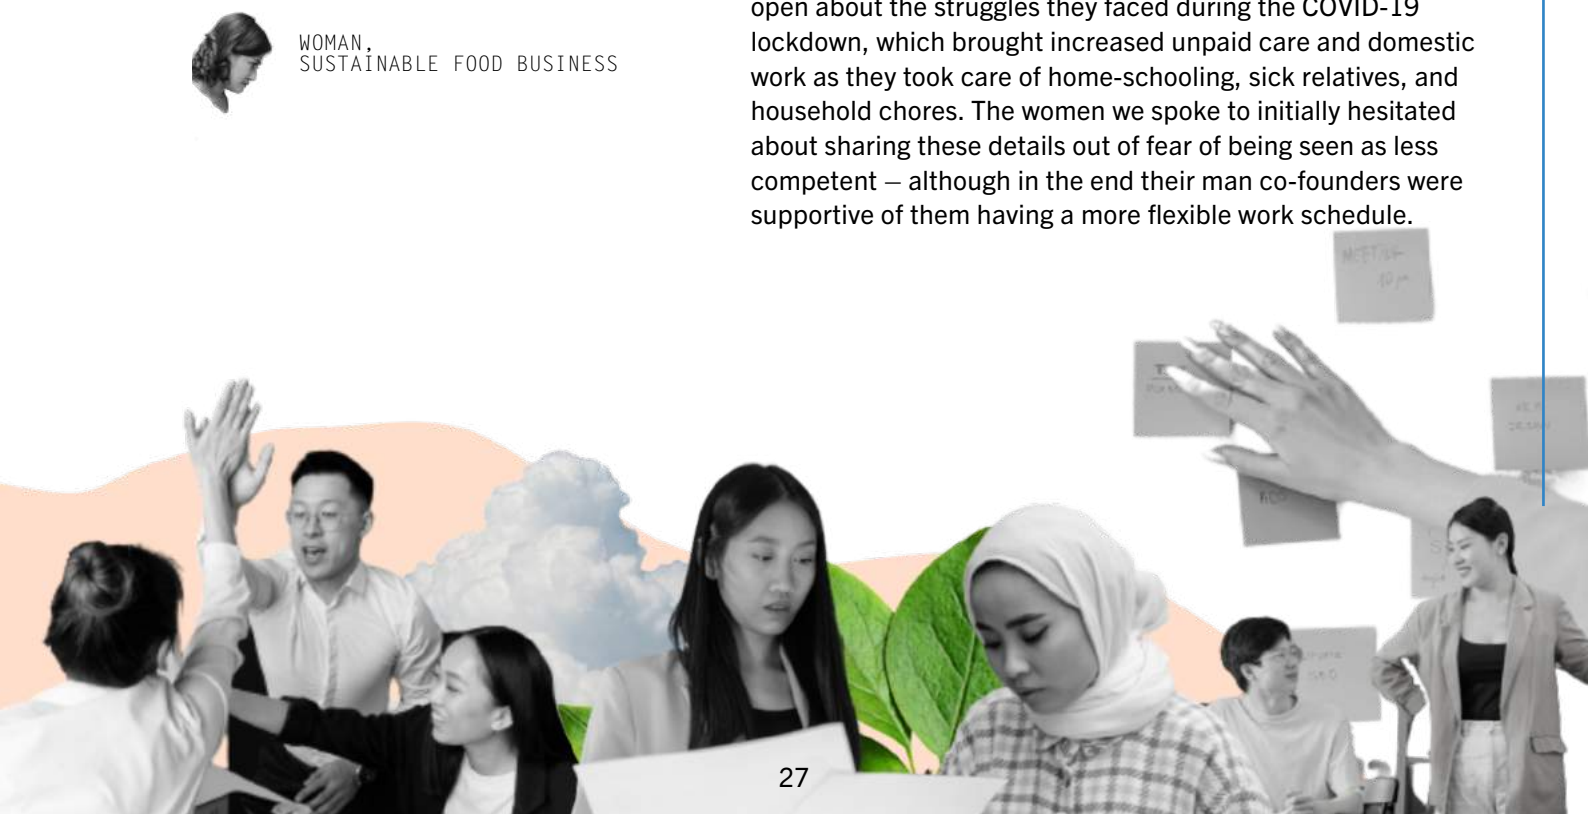 WOMAN,
SUSTAINABLE FOOD BUSINESS
open about the struggles they faced during the COVID-19
lockdown, which brought increased unpaid care and domestic
work as they took care of home-schooling, sick relatives, and
household chores. The women we spoke to initially hesitated
about sharing these details out of fear of being seen as less
competent – although in the end their man co-founders were
supportive of them having a more flexible work schedule.
MEETING
27